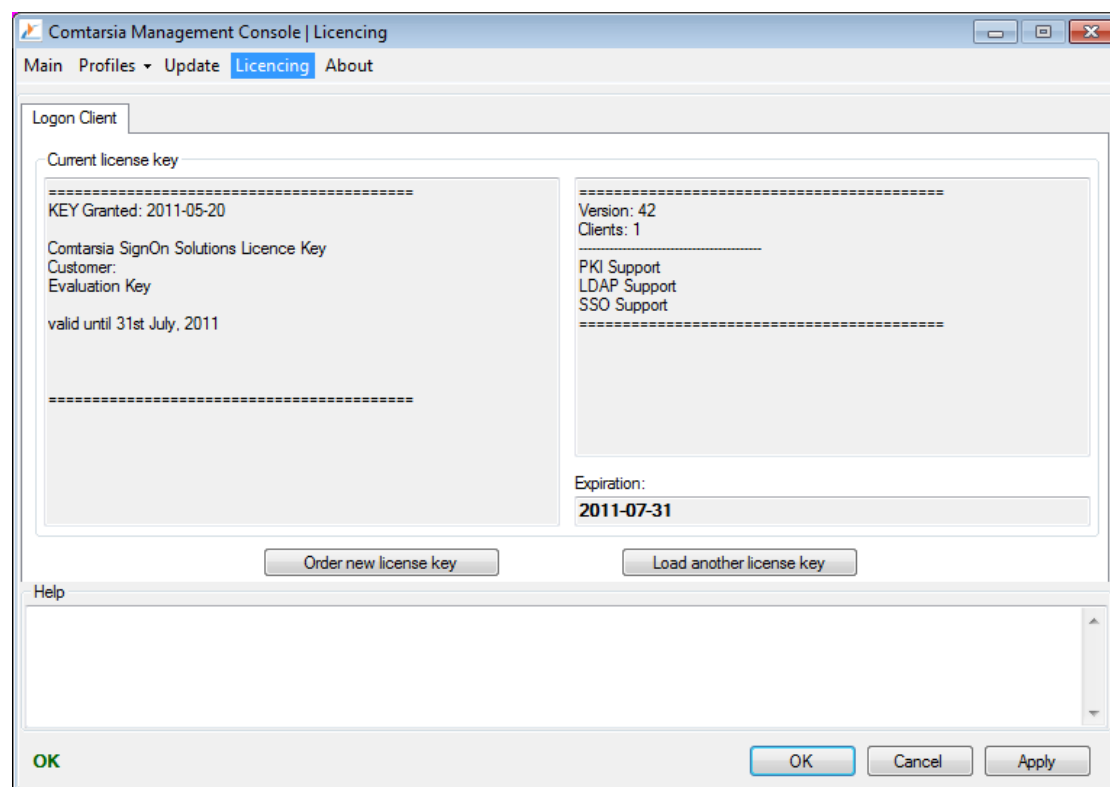 Comtarsia Management Console | Licencing
Main Profiles Update Licencing About
Logon Client
Current license key
==========================================
KEY Granted: 2011-05-20
Comtarsia SignOn Solutions Licence Key
Customer:
Evaluation Key
valid until 31st July, 2011
==========================================
==========================================
Version: 42
Clients: 1
------------------------------------------
PKI Support
LDAP Support
SSO Support
==========================================
Expiration:
2011-07-31
Order new license key
Load another license key
Help
OK
OK Cancel Apply